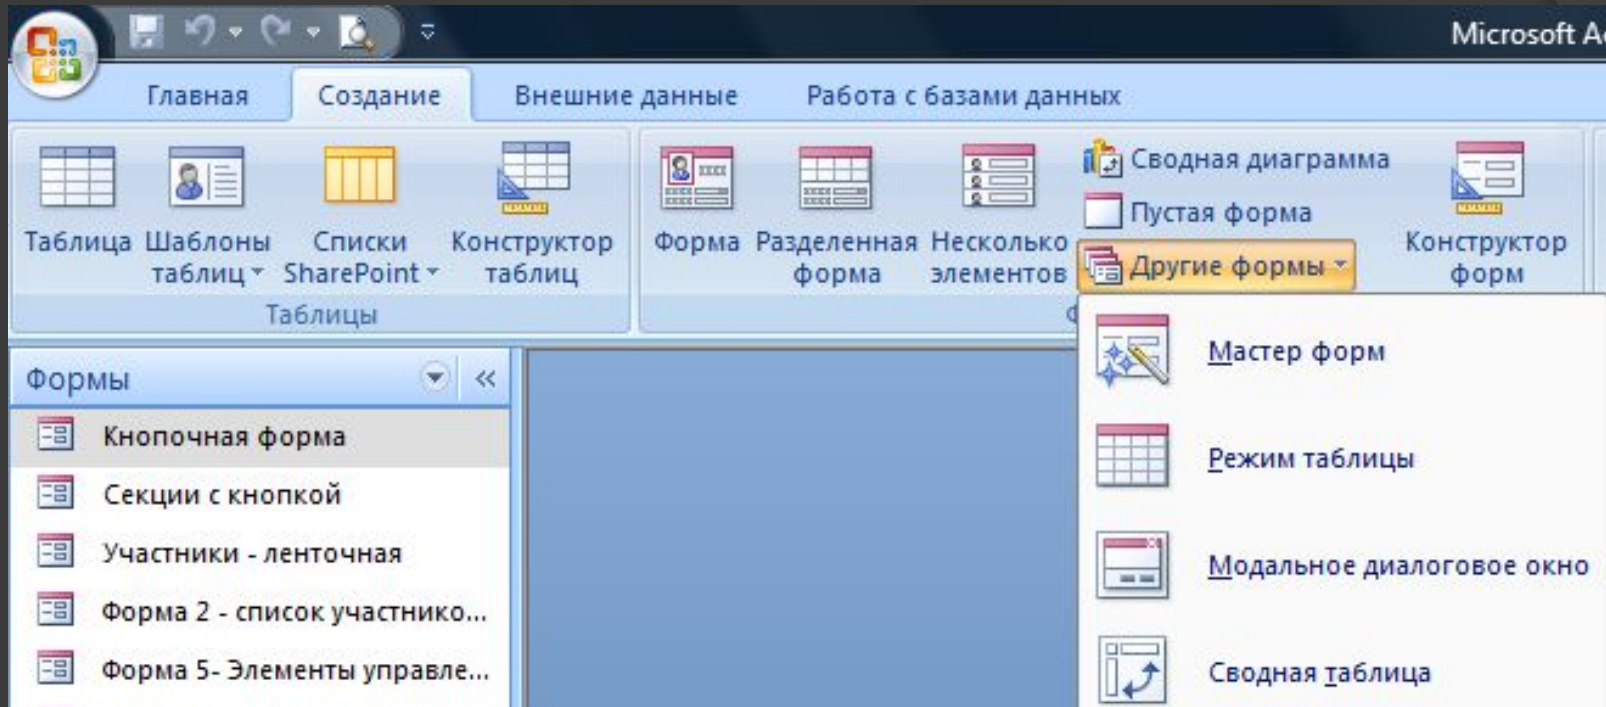 Microsoft A
Главная Создание Внешние данные Работа с базами данных
Таблица
Шаблоны
таблиц
Списки
SharePoint
Конструктор
таблиц
Таблицы
Форма
Разделенная
форма
Несколько
элементов
Сводная диаграмма
Пустая форма
Другие формы
Конструктор
форм
Мастер форм
Режим таблицы
Модальное диалоговое окно
Сводная таблица
Формы
Кнопочная форма
Секции с кнопкой
Участники - ленточная
Форма 2 - список участнико...
Форма 5- Элементы управле...